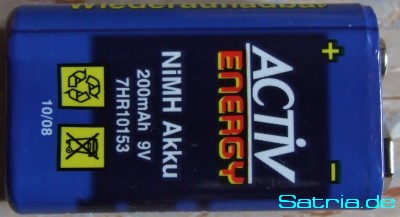 wiederaufladbar
ACTiV
ENERGY
NiMH Akku
200mAh 9V
7HR10153
10/08
+
−
Satria.de